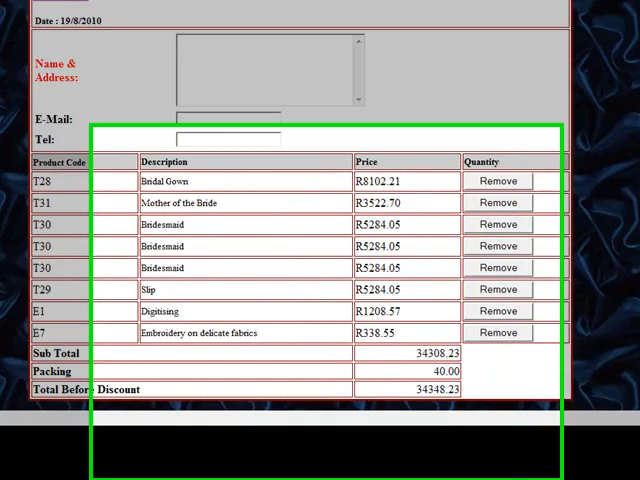 Date : 19/8/2010
Name &
Address:
E-Mail:
Tel:
Product Code Description Price Quantity
T28 Bridal Gown R8102.21 Remove
T31 Mother of the Bride R3522.70 Remove
T30 Bridesmaid R5284.05 Remove
T30 Bridesmaid R5284.05 Remove
T30 Bridesmaid R5284.05 Remove
T29 Slip R5284.05 Remove
E1 Digitising R1208.57 Remove
E7 Embroidery on delicate fabrics R338.55 Remove
Sub Total 34308.23
Packing 40.00
Total Before Discount 34348.23